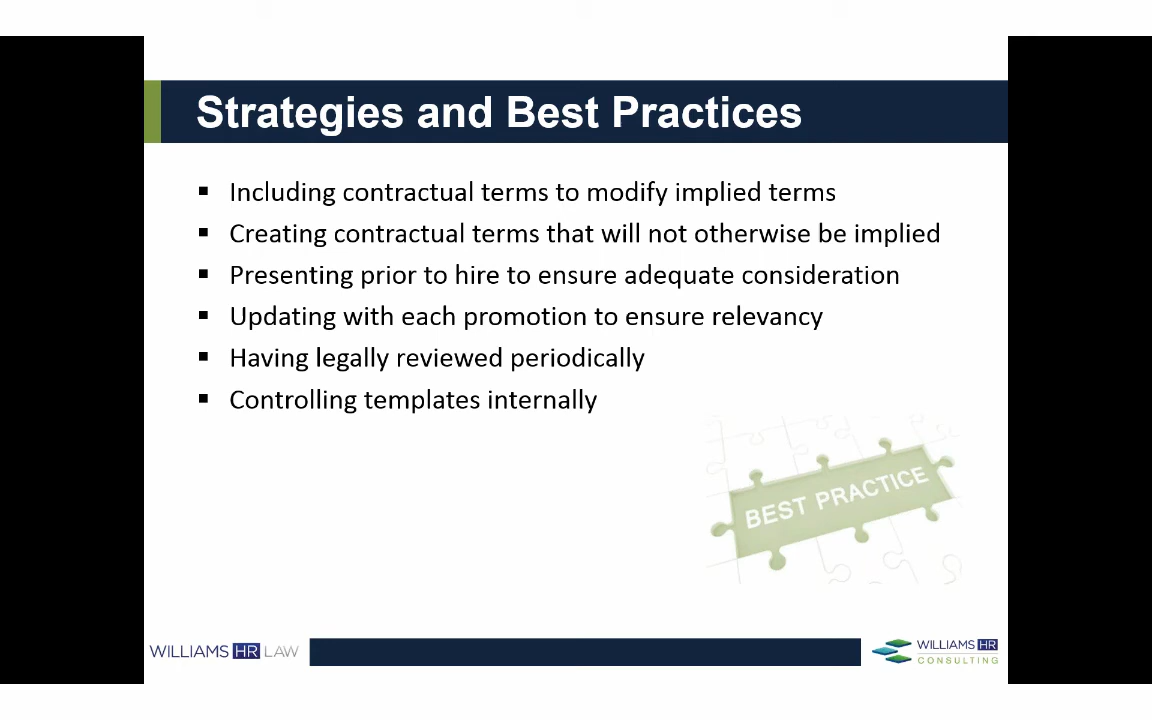 Strategies and Best Practices
▪ Including contractual terms to modify implied terms
▪ Creating contractual terms that will not otherwise be implied
▪ Presenting prior to hire to ensure adequate consideration
▪ Updating with each promotion to ensure relevancy
▪ Having legally reviewed periodically
▪ Controlling templates internally
BEST PRACTICE
WILLIAMS HR LAW
WILLIAMS HR
CONSULTING